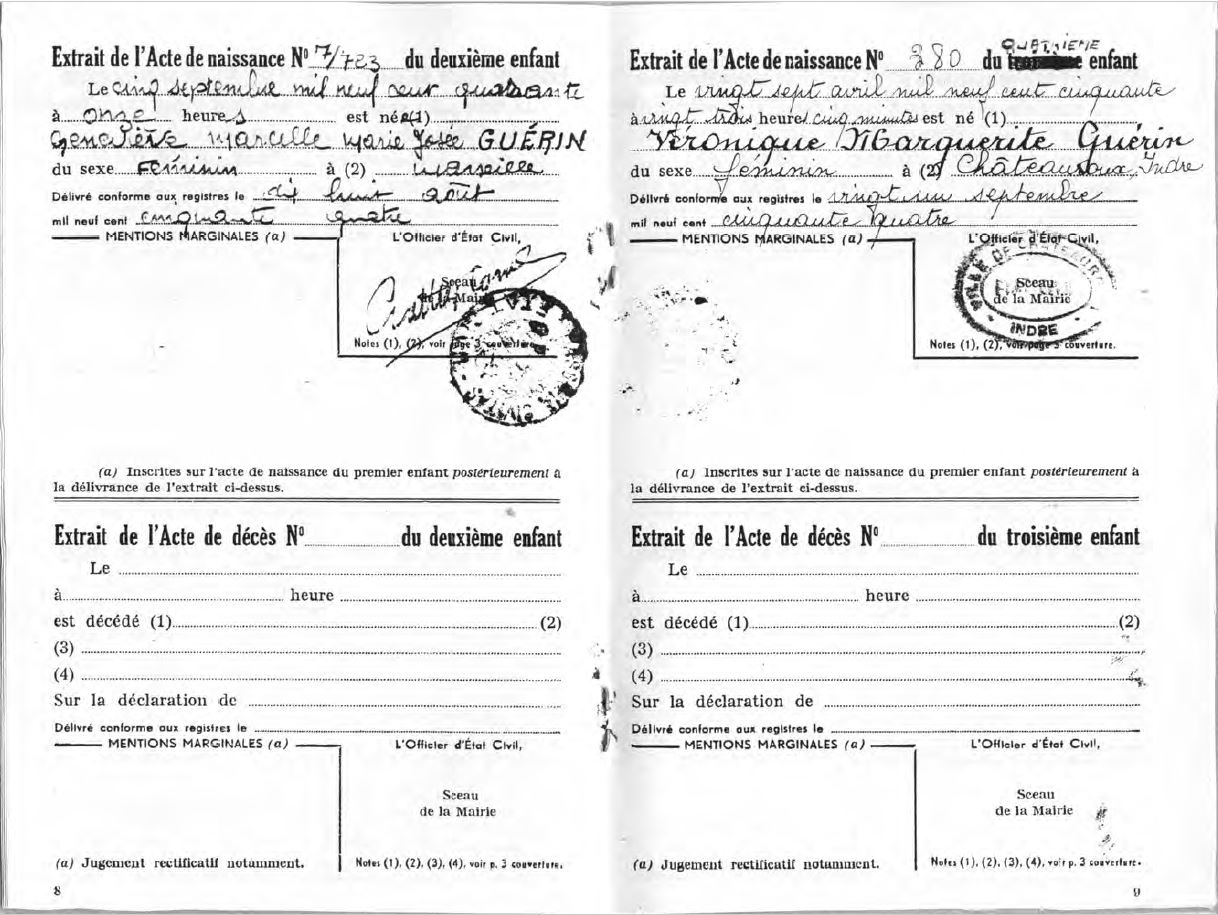 Extrait de l'Acte de naissance Nº 7/723 du deuxième enfant
Le cinq septembre mil neuf cent quarante
à onze heures est née (1)
Geneviève Marcelle Marie Josée GUÉRIN
du sexe Féminin à (2) Marseille
Délivré conforme aux registres le dix huit août
mil neuf cent cinquante quatre
MENTIONS MARGINALES (a)
L'Officier d'État Civil,
Sceau
de la Mairie
Notes (1), (2), voir page 3 couverture.
(a) Inscrites sur l'acte de naissance du premier enfant postérieurement à
la délivrance de l'extrait ci-dessus.
Extrait de l'Acte de décès Nº du deuxième enfant
Le
à heure
est décédé (1) (2)
(3)
(4)
Sur la déclaration de
Délivré conforme aux registres le
MENTIONS MARGINALES (a)
L'Officier d'État Civil,
Sceau
de la Mairie
(a) Jugement rectificatif notamment.
Notes (1), (2), (3), (4), voir p. 3 couverture.
8
QUATRIEME
Extrait de l'Acte de naissance Nº 280 du enfant
Le vingt sept avril mil neuf cent cinquante
à vingt trois heures cinq minutes est né (1)
Véronique Marguerite Guérin
du sexe féminin à (2) Châteauroux, Indre
Délivré conforme aux registres le vingt un septembre
mil neuf cent cinquante quatre
MENTIONS MARGINALES (a)
L'Officier d'État Civil,
VILLE DE CHATEAUROUX
Sceau
de la Mairie
INDRE
Notes (1), (2), voir page 3 couverture.
(a) Inscrites sur l'acte de naissance du premier enfant postérieurement à
la délivrance de l'extrait ci-dessus.
Extrait de l'Acte de décès Nº du troisième enfant
Le
à heure
est décédé (1) (2)
(3)
(4)
Sur la déclaration de
Délivré conforme aux registres le
MENTIONS MARGINALES (a)
L'Officier d'État Civil,
Sceau
de la Mairie
(a) Jugement rectificatif notamment.
Notes (1), (2), (3), (4), voir p. 3 couverture.
9